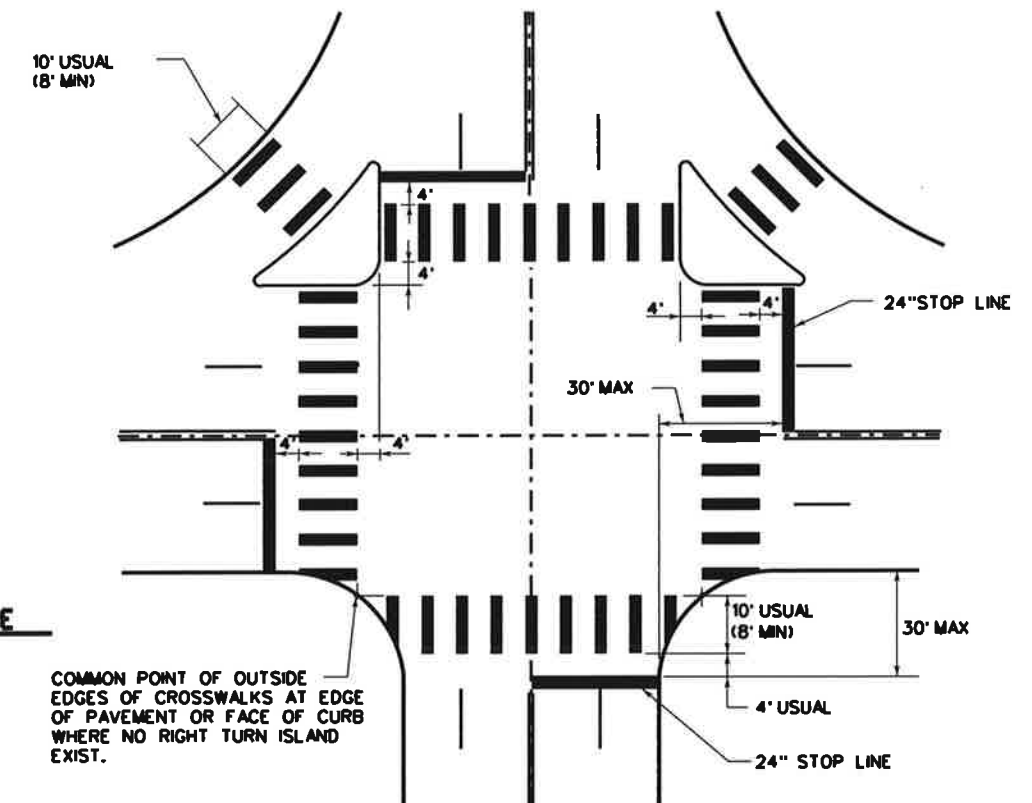 10' USUAL
(8' MIN)
4'
4'
4'
4'
24"STOP LINE
30' MAX
4'
4'
E
10' USUAL
(8' MIN)
30' MAX
COMMON POINT OF OUTSIDE
EDGES OF CROSSWALKS AT EDGE
OF PAVEMENT OR FACE OF CURB
WHERE NO RIGHT TURN ISLAND
EXIST.
4' USUAL
24" STOP LINE